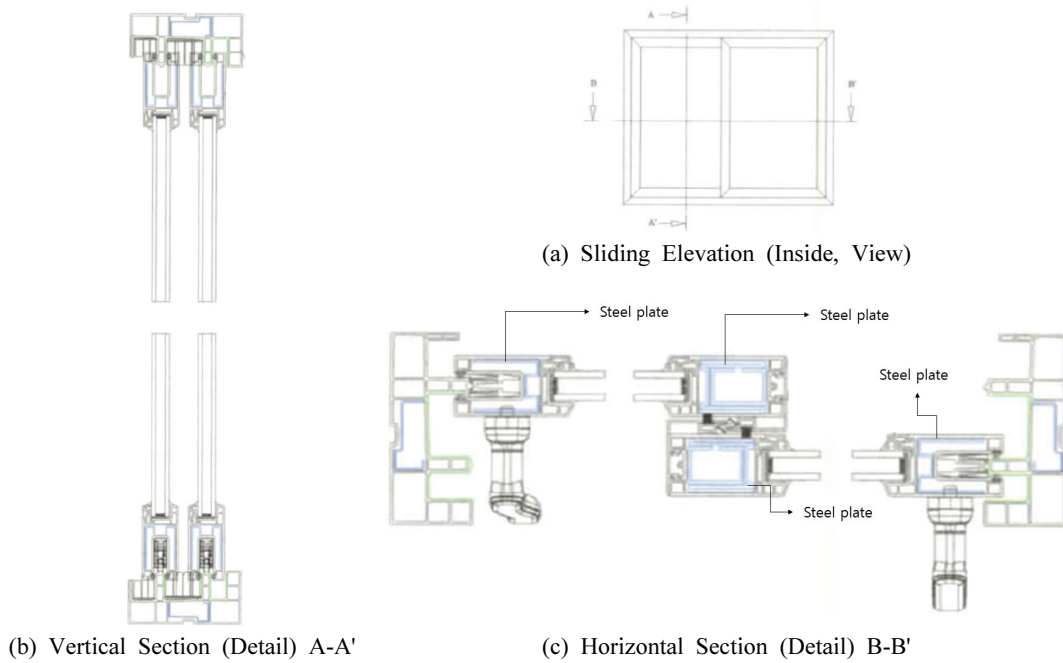 A
B
B'
A'
(a) Sliding Elevation (Inside, View)
Steel plate
Steel plate
Steel plate
Steel plate
(b) Vertical Section (Detail) A-A'
(c) Horizontal Section (Detail) B-B'